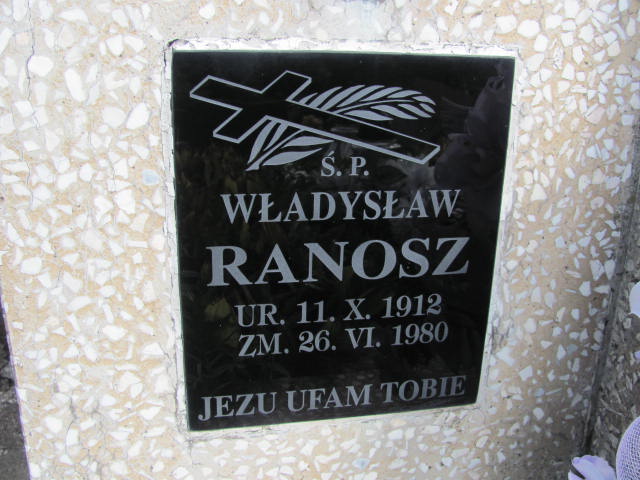 Ś. P.
WŁADYSŁAW
RANOSZ
UR. 11. X. 1912
ZM. 26. VI. 1980
JEZU UFAM TOBIE